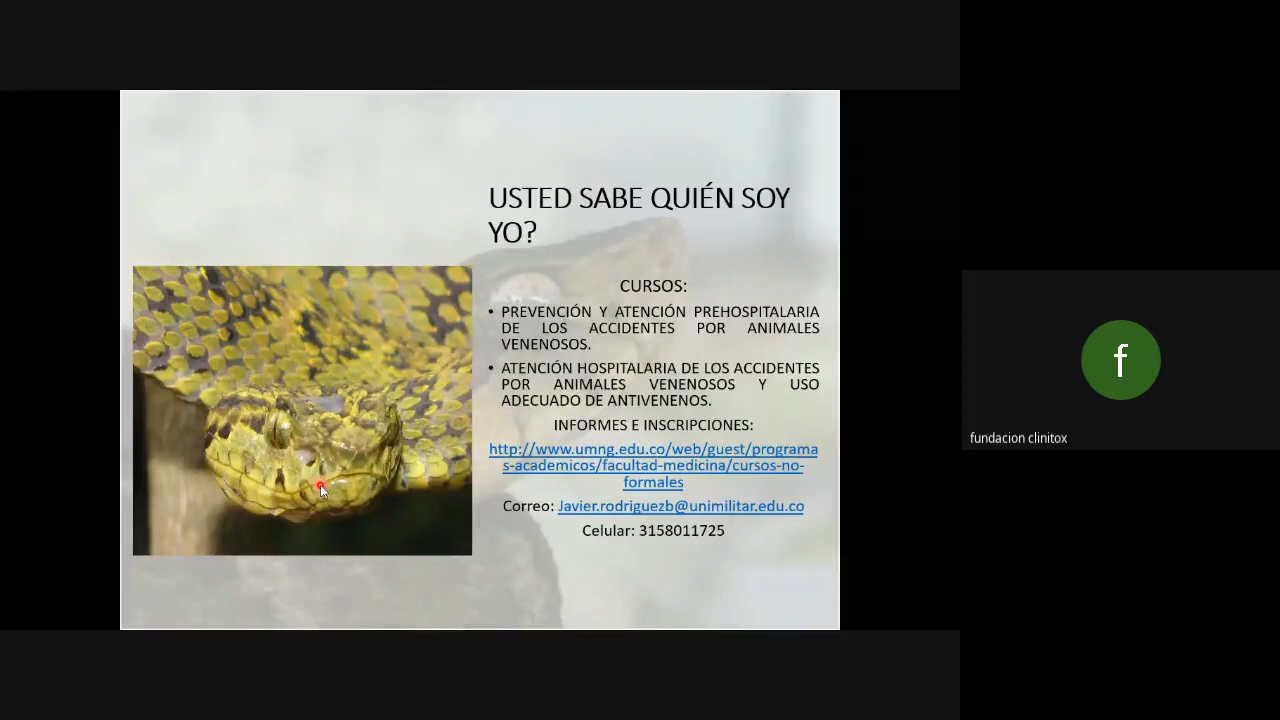 USTED SABE QUIÉN SOY
YO?
CURSOS:
• PREVENCIÓN Y ATENCIÓN PREHOSPITALARIA
DE LOS ACCIDENTES POR ANIMALES
VENENOSOS.
• ATENCIÓN HOSPITALARIA DE LOS ACCIDENTES
POR ANIMALES VENENOSOS Y USO
ADECUADO DE ANTIVENENOS.
INFORMES E INSCRIPCIONES:
http://www.umng.edu.co/web/guest/programa
s-academicos/facultad-medicina/cursos-no-
formales
Correo: Javier.rodriguezb@unimilitar.edu.co
Celular: 3158011725
f
fundacion clinitox